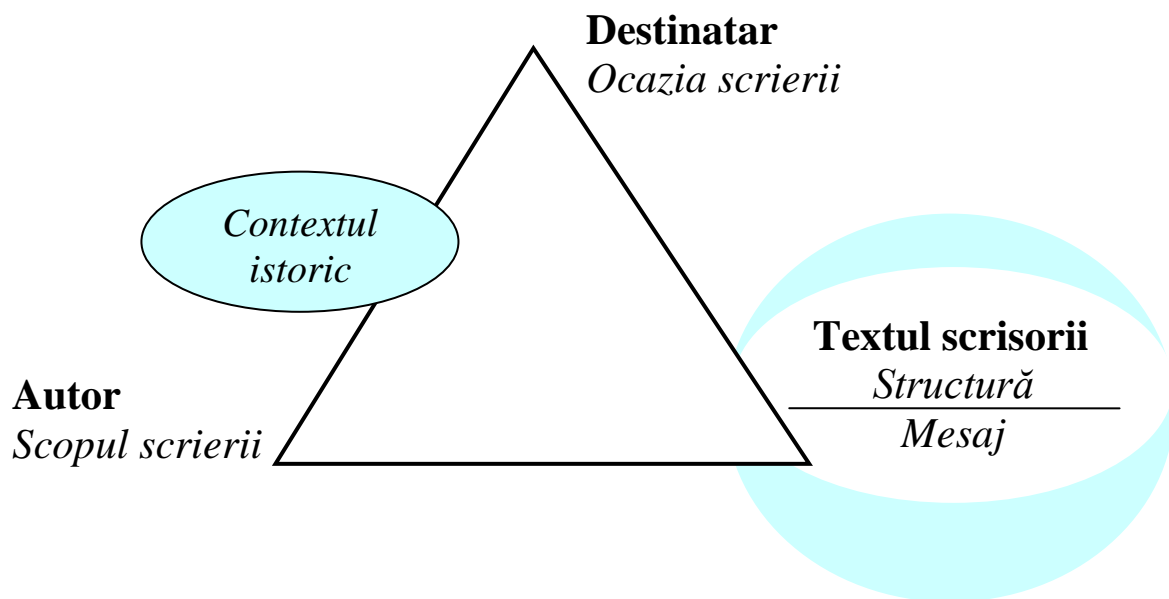 Destinatar
Ocazia scrierii
Contextul
istoric
Textul scrisorii
Structură
Mesaj
Autor
Scopul scrierii